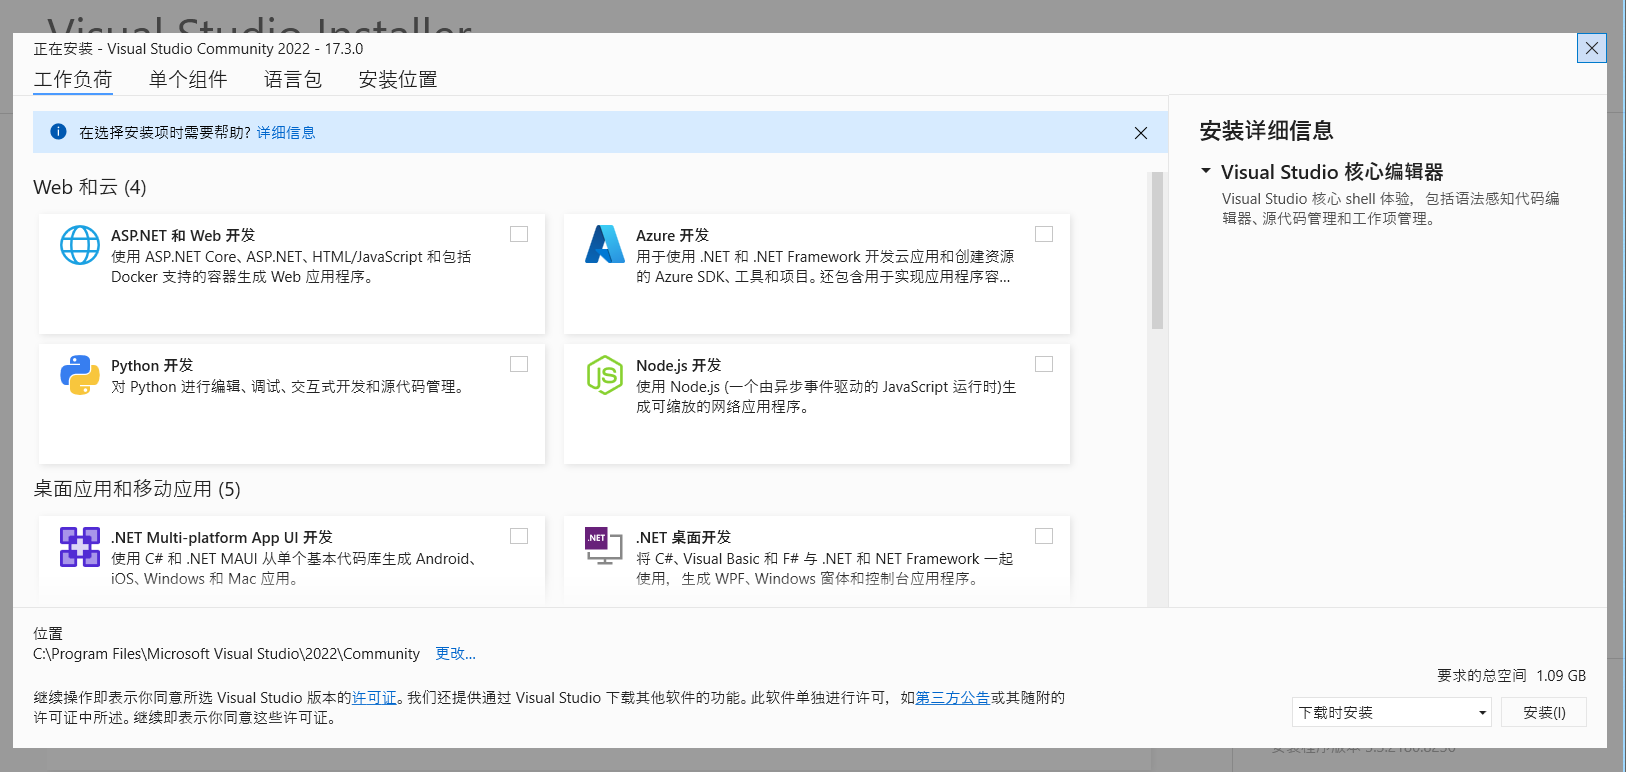 Visual Studio Installer
正在安装 - Visual Studio Community 2022 - 17.3.0
工作负荷 单个组件 语言包 安装位置
在选择安装项时需要帮助? 详细信息
Web 和云 (4)
ASP.NET 和 Web 开发
使用 ASP.NET Core、ASP.NET、HTML/JavaScript 和包括
Docker 支持的容器生成 Web 应用程序。
Azure 开发
用于使用 .NET 和 .NET Framework 开发云应用和创建资源
的 Azure SDK、工具和项目。还包含用于实现应用程序容...
Python 开发
对 Python 进行编辑、调试、交互式开发和源代码管理。
Node.js 开发
使用 Node.js (一个由异步事件驱动的 JavaScript 运行时)生
成可缩放的网络应用程序。
桌面应用和移动应用 (5)
.NET Multi-platform App UI 开发
使用 C# 和 .NET MAUI 从单个基本代码库生成 Android、
iOS、Windows 和 Mac 应用。
.NET
.NET 桌面开发
将 C#、Visual Basic 和 F# 与 .NET 和 NET Framework 一起
使用，生成 WPF、Windows 窗体和控制台应用程序。
安装详细信息
Visual Studio 核心编辑器
Visual Studio 核心 shell 体验，包括语法感知代码编
辑器、源代码管理和工作项管理。
位置
C:\Program Files\Microsoft Visual Studio\2022\Community 更改...
继续操作即表示你同意所选 Visual Studio 版本的许可证。我们还提供通过 Visual Studio 下载其他软件的功能。此软件单独进行许可，如第三方公告或其随附的
许可证中所述。继续即表示你同意这些许可证。
要求的总空间 1.09 GB
下载时安装
安装(I)